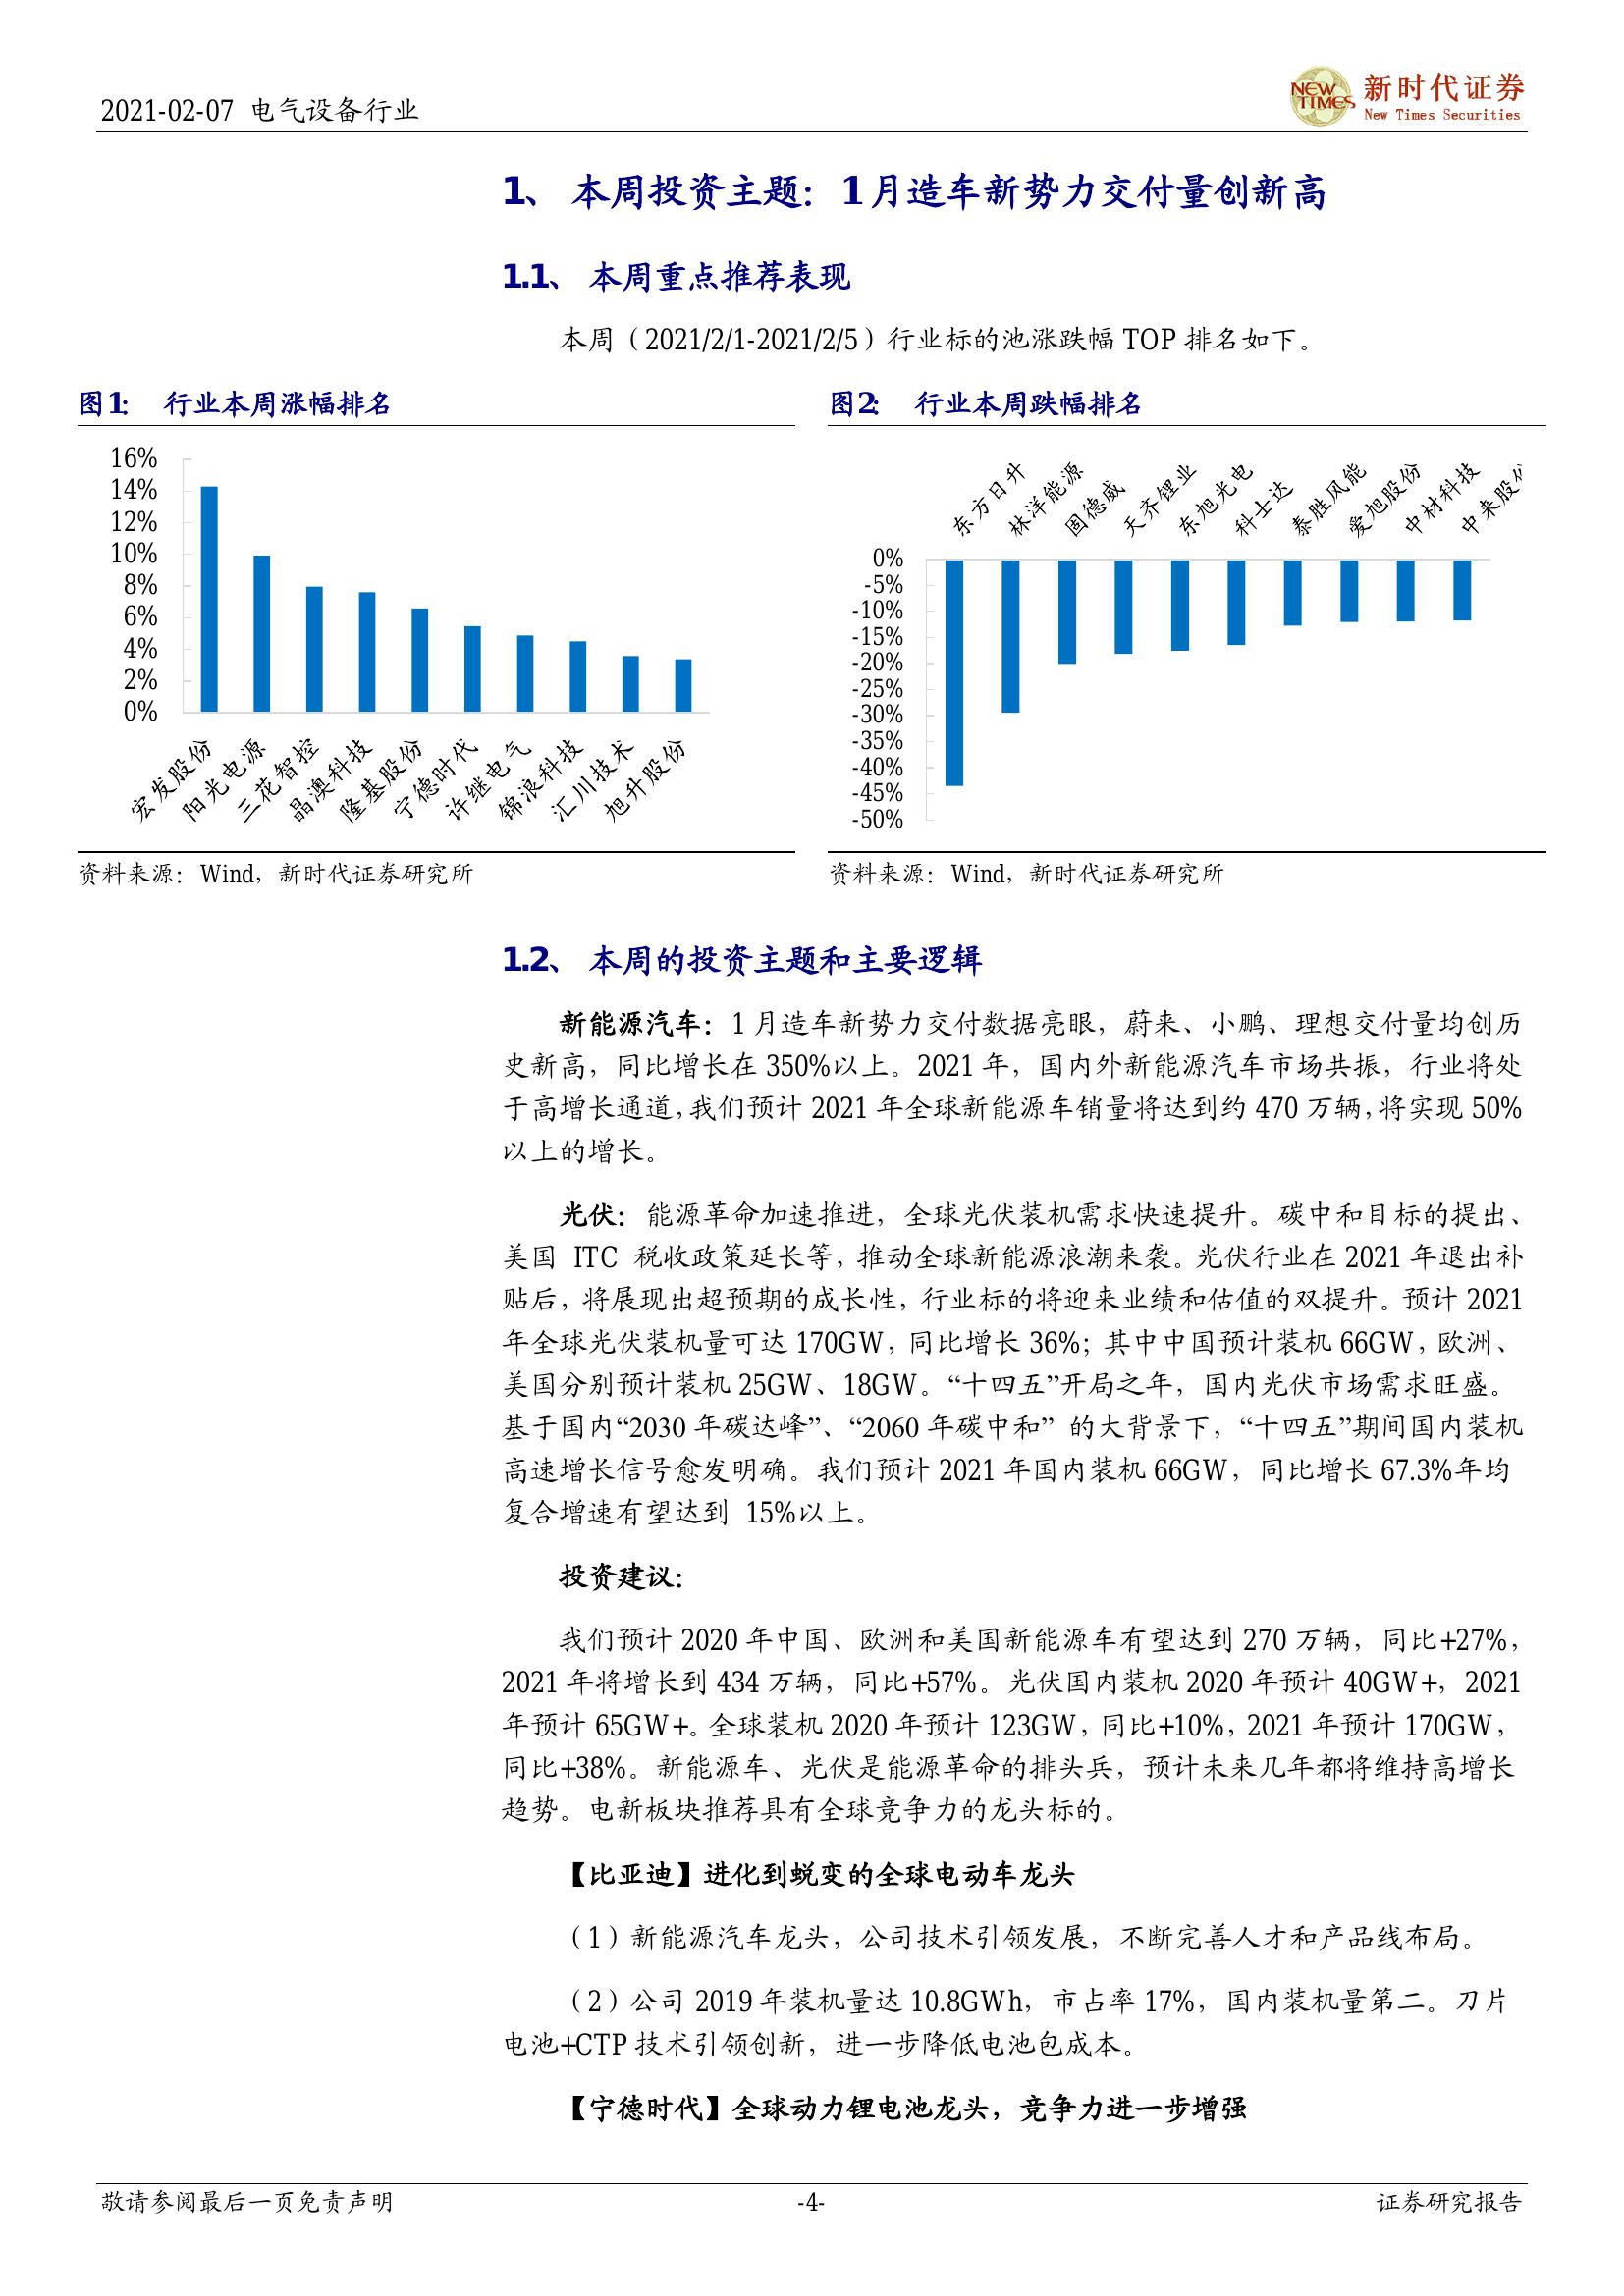 2021-02-07 电气设备行业
NEW TIMES
新时代证券
New Times Securities
1、 本周投资主题：1月造车新势力交付量创新高
1.1、 本周重点推荐表现
本周（2021/2/1-2021/2/5）行业标的池涨跌幅 TOP 排名如下。
图1： 行业本周涨幅排名
16%
14%
12%
10%
8%
6%
4%
2%
0%
宏发股份
阳光电源
三花智控
晶澳科技
隆基股份
宁德时代
许继电气
锦浪科技
汇川技术
旭升股份
资料来源：Wind，新时代证券研究所
图2： 行业本周跌幅排名
东方日升
林洋能源
固德威
天齐锂业
东旭光电
科士达
泰胜风能
爱旭股份
中材科技
中来股
0%
-5%
-10%
-15%
-20%
-25%
-30%
-35%
-40%
-45%
-50%
资料来源：Wind，新时代证券研究所
1.2、 本周的投资主题和主要逻辑
新能源汽车：1 月造车新势力交付数据亮眼，蔚来、小鹏、理想交付量均创历
史新高，同比增长在 350%以上。2021 年，国内外新能源汽车市场共振，行业将处
于高增长通道，我们预计 2021 年全球新能源车销量将达到约 470 万辆，将实现 50%
以上的增长。
光伏：能源革命加速推进，全球光伏装机需求快速提升。碳中和目标的提出、
美国 ITC 税收政策延长等，推动全球新能源浪潮来袭。光伏行业在 2021 年退出补
贴后，将展现出超预期的成长性，行业标的将迎来业绩和估值的双提升。预计 2021
年全球光伏装机量可达 170GW，同比增长 36%；其中中国预计装机 66GW，欧洲、
美国分别预计装机 25GW、18GW。“十四五”开局之年，国内光伏市场需求旺盛。
基于国内“2030 年碳达峰”、“2060 年碳中和” 的大背景下，“十四五”期间国内装机
高速增长信号愈发明确。我们预计 2021 年国内装机 66GW，同比增长 67.3%年均
复合增速有望达到 15%以上。
投资建议：
我们预计 2020 年中国、欧洲和美国新能源车有望达到 270 万辆，同比+27%，
2021 年将增长到 434 万辆，同比+57%。光伏国内装机 2020 年预计 40GW+，2021
年预计 65GW+。全球装机 2020 年预计 123GW，同比+10%，2021 年预计 170GW，
同比+38%。新能源车、光伏是能源革命的排头兵，预计未来几年都将维持高增长
趋势。电新板块推荐具有全球竞争力的龙头标的。
【比亚迪】进化到蜕变的全球电动车龙头
（1）新能源汽车龙头，公司技术引领发展，不断完善人才和产品线布局。
（2）公司 2019 年装机量达 10.8GWh，市占率 17%，国内装机量第二。刀片
电池+CTP 技术引领创新，进一步降低电池包成本。
【宁德时代】全球动力锂电池龙头，竞争力进一步增强
敬请参阅最后一页免责声明
-4-
证券研究报告